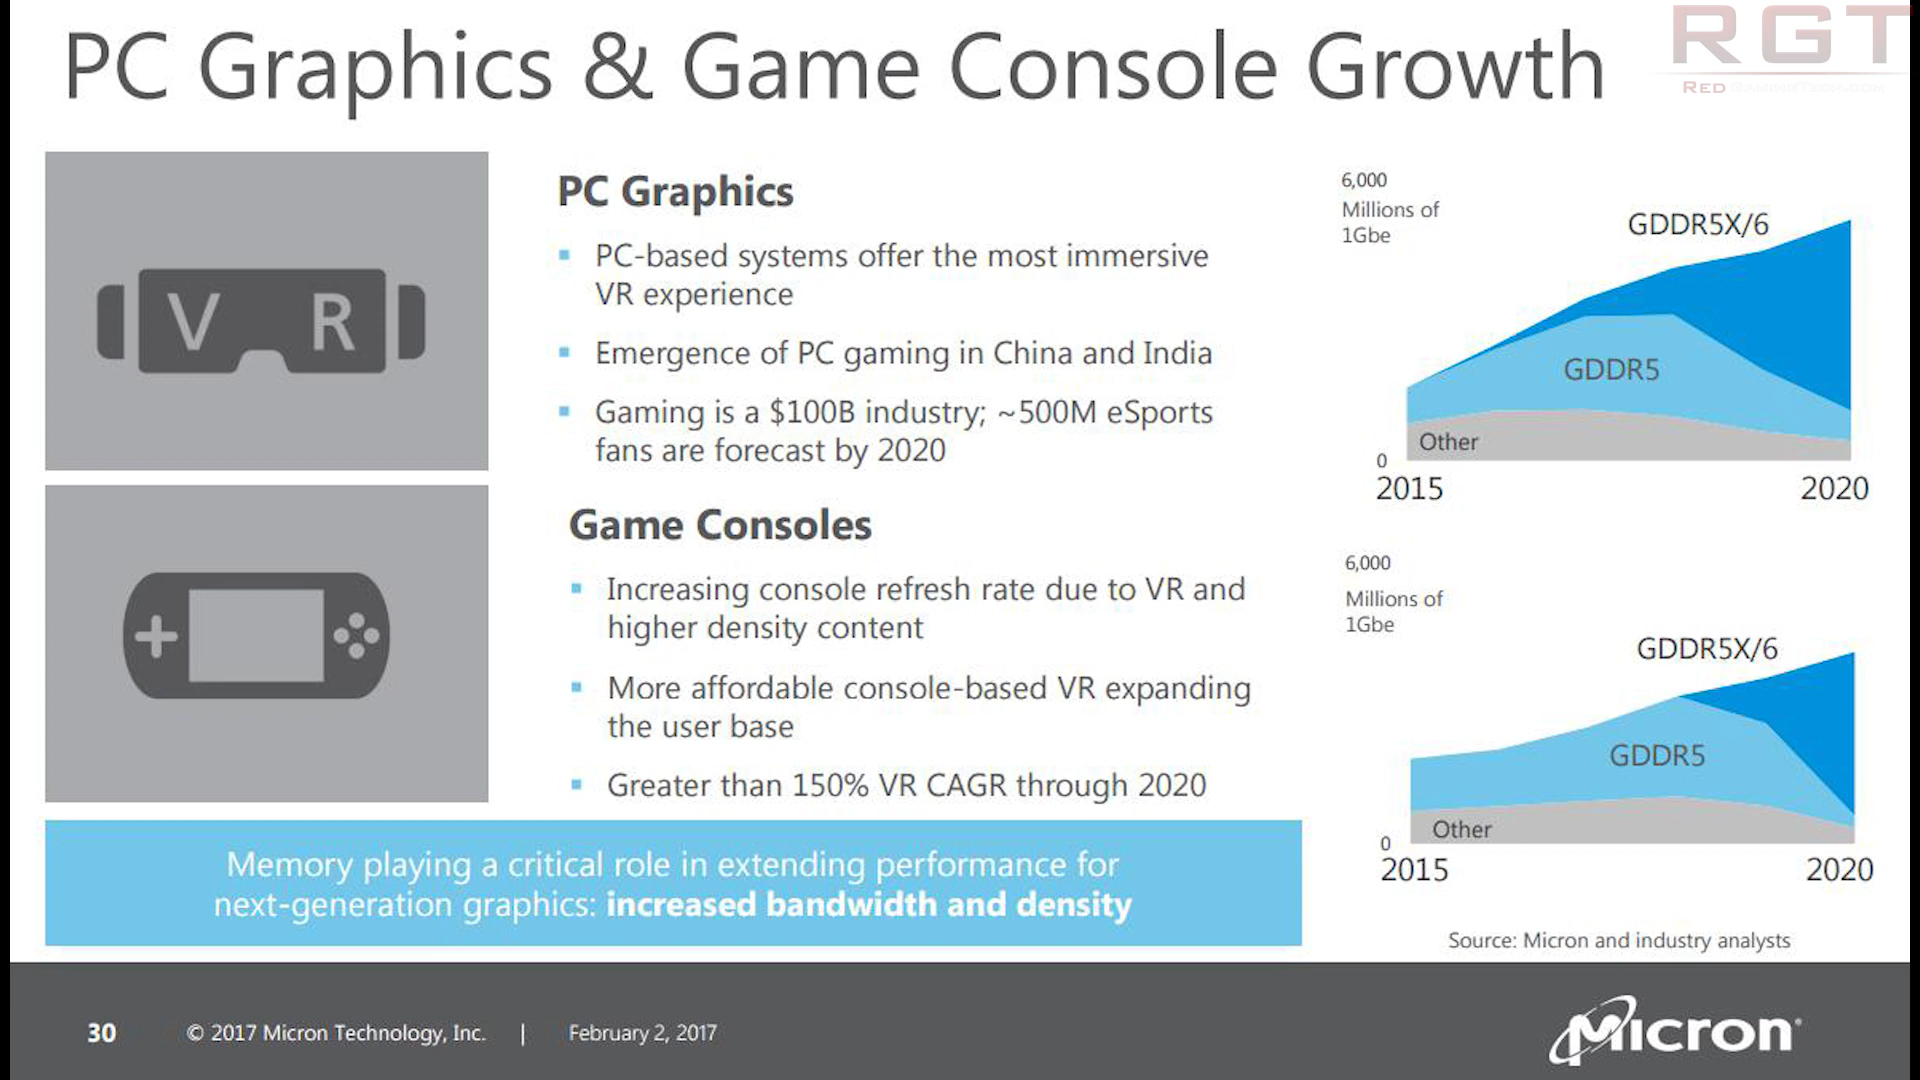 PC Graphics & Game Console Growth
RGT
RED GAMINGTECH.COM
V R
PC Graphics
PC-based systems offer the most immersive
VR experience
Emergence of PC gaming in China and India
Gaming is a $100B industry; ~500M eSports
fans are forecast by 2020
Game Consoles
Increasing console refresh rate due to VR and
higher density content
More affordable console-based VR expanding
the user base
Greater than 150% VR CAGR through 2020
Memory playing a critical role in extending performance for
next-generation graphics: increased bandwidth and density
6,000
Millions of
1Gbe
GDDR5X/6
GDDR5
Other
0
2015 2020
6,000
Millions of
1Gbe
GDDR5X/6
GDDR5
Other
0
2015 2020
Source: Micron and industry analysts
30 © 2017 Micron Technology, Inc. | February 2, 2017
Micron